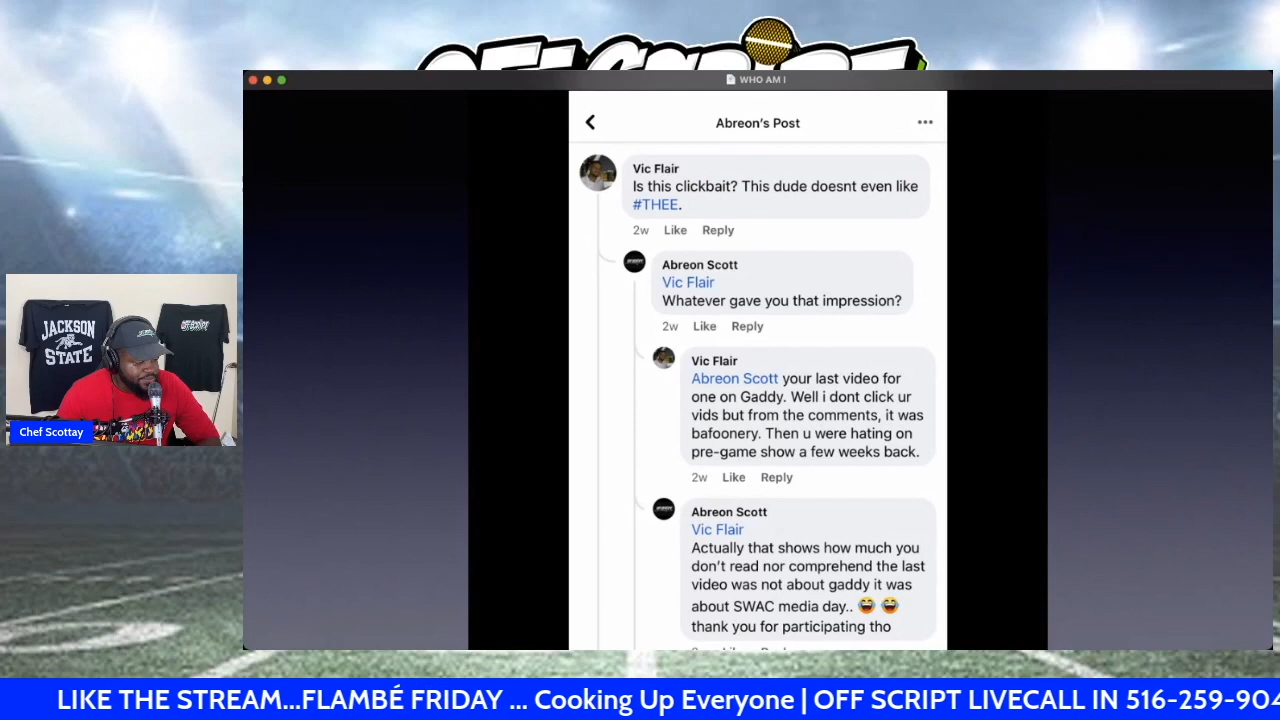 OFF SCRIPT
WHO AM I
Abreon's Post
Vic Flair
Is this clickbait? This dude doesnt even like
#THEE.
2w Like Reply
Abreon Scott
Vic Flair
Whatever gave you that impression?
2w Like Reply
Vic Flair
Abreon Scott your last video for
one on Gaddy. Well i dont click ur
vids but from the comments, it was
bafoonery. Then u were hating on
pre-game show a few weeks back.
2w Like Reply
Abreon Scott
Vic Flair
Actually that shows how much you
don't read nor comprehend the last
video was not about gaddy it was
about SWAC media day.. 😂 😂
thank you for participating tho
JACKSON
STATE
Chef Scottay
LIKE THE STREAM...FLAMBÉ FRIDAY ... Cooking Up Everyone | OFF SCRIPT LIVECALL IN 516-259-904